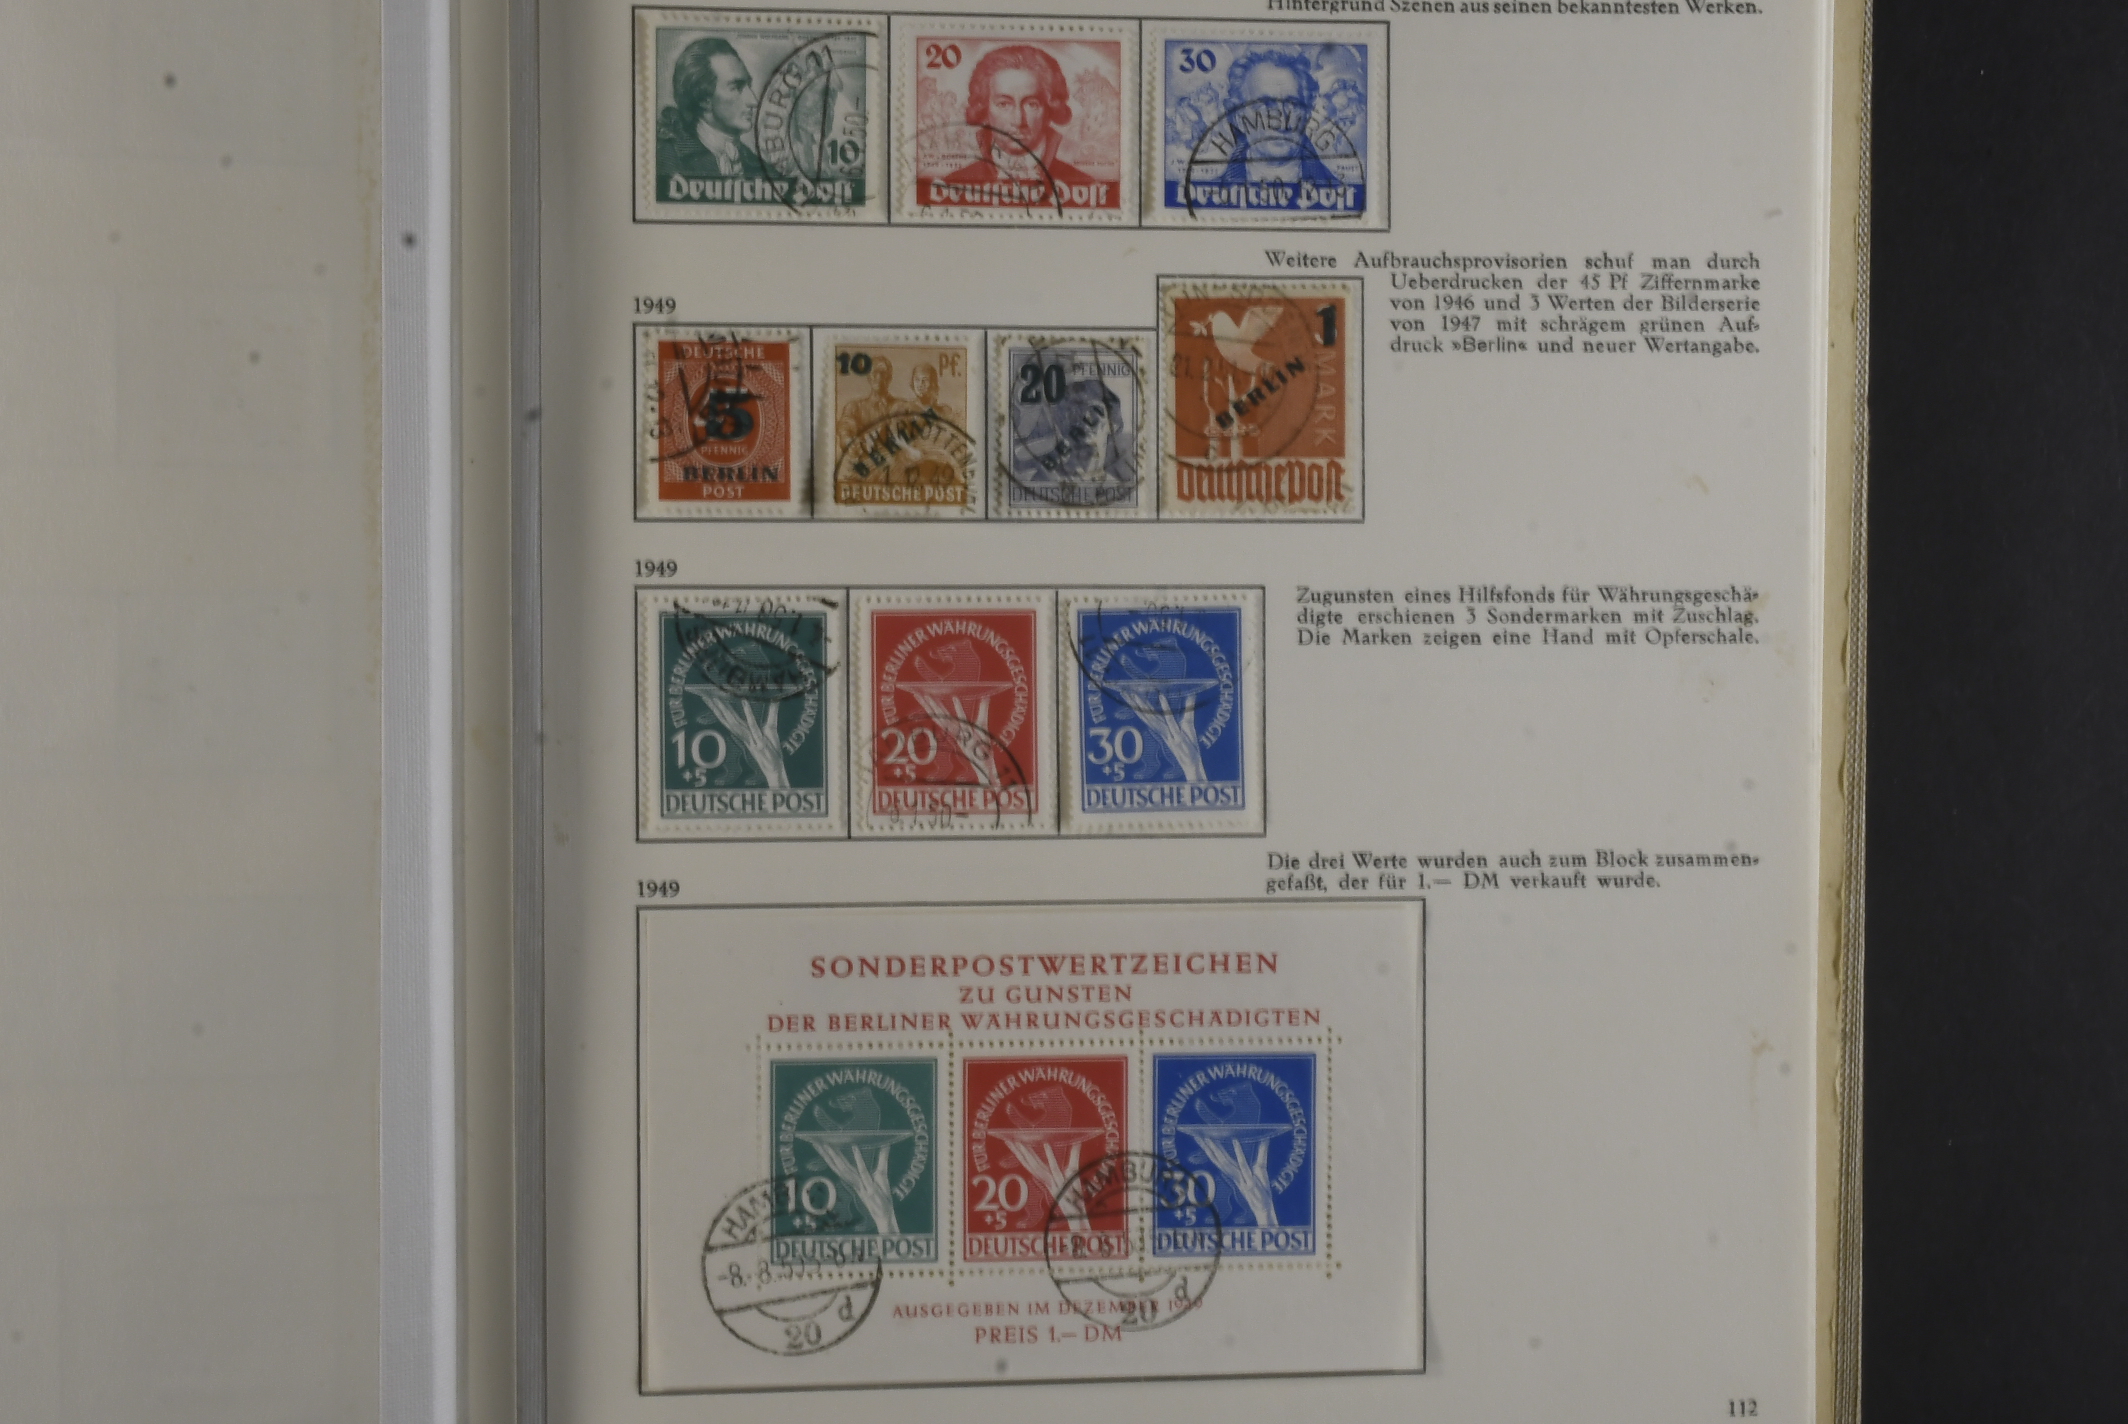 Hintergrund Szenen aus seinen bekanntesten Werken.
10
Deutsche Post
20
Deutsche Post
30
HAMBURG
Deutsche Post
Weitere Aufbrauchsprovisorien schuf man durch
Ueberdrucken der 45 Pf Ziffernmarke
von 1946 und 3 Werten der Bilderserie
von 1947 mit schrägem grünen Auf-
druck »Berlin« und neuer Wertangabe.
1949
DEUTSCHE
5
PFENNIG
BERLIN
POST
10 Pf.
BERLIN
DEUTSCHE POST
20 PFENNIG
BERLIN
DEUTSCHE POST
1
MARK
BERLIN
Deutsche Post
1949
Zugunsten eines Hilfsfonds für Währungsgeschä-
digte erschienen 3 Sondermarken mit Zuschlag.
Die Marken zeigen eine Hand mit Opferschale.
FÜR BERLINER WÄHRUNGSGESCHÄDIGTE
10
+5
DEUTSCHE POST
FÜR BERLINER WÄHRUNGSGESCHÄDIGTE
20
+5
DEUTSCHE POST
FÜR BERLINER WÄHRUNGSGESCHÄDIGTE
30
+5
DEUTSCHE POST
Die drei Werte wurden auch zum Block zusammen-
gefaßt, der für 1.— DM verkauft wurde.
1949
SONDERPOSTWERTZEICHEN
ZU GUNSTEN
DER BERLINER WÄHRUNGSGESCHÄDIGTEN
FÜR BERLINER WÄHRUNGSGESCHÄDIGTE
10
+5
DEUTSCHE POST
FÜR BERLINER WÄHRUNGSGESCHÄDIGTE
20
+5
DEUTSCHE POST
FÜR BERLINER WÄHRUNGSGESCHÄDIGTE
30
+5
DEUTSCHE POST
d
20
HAMBURG
d
20
AUSGEGEBEN IM DEZEMBER 1949
PREIS 1.— DM
112